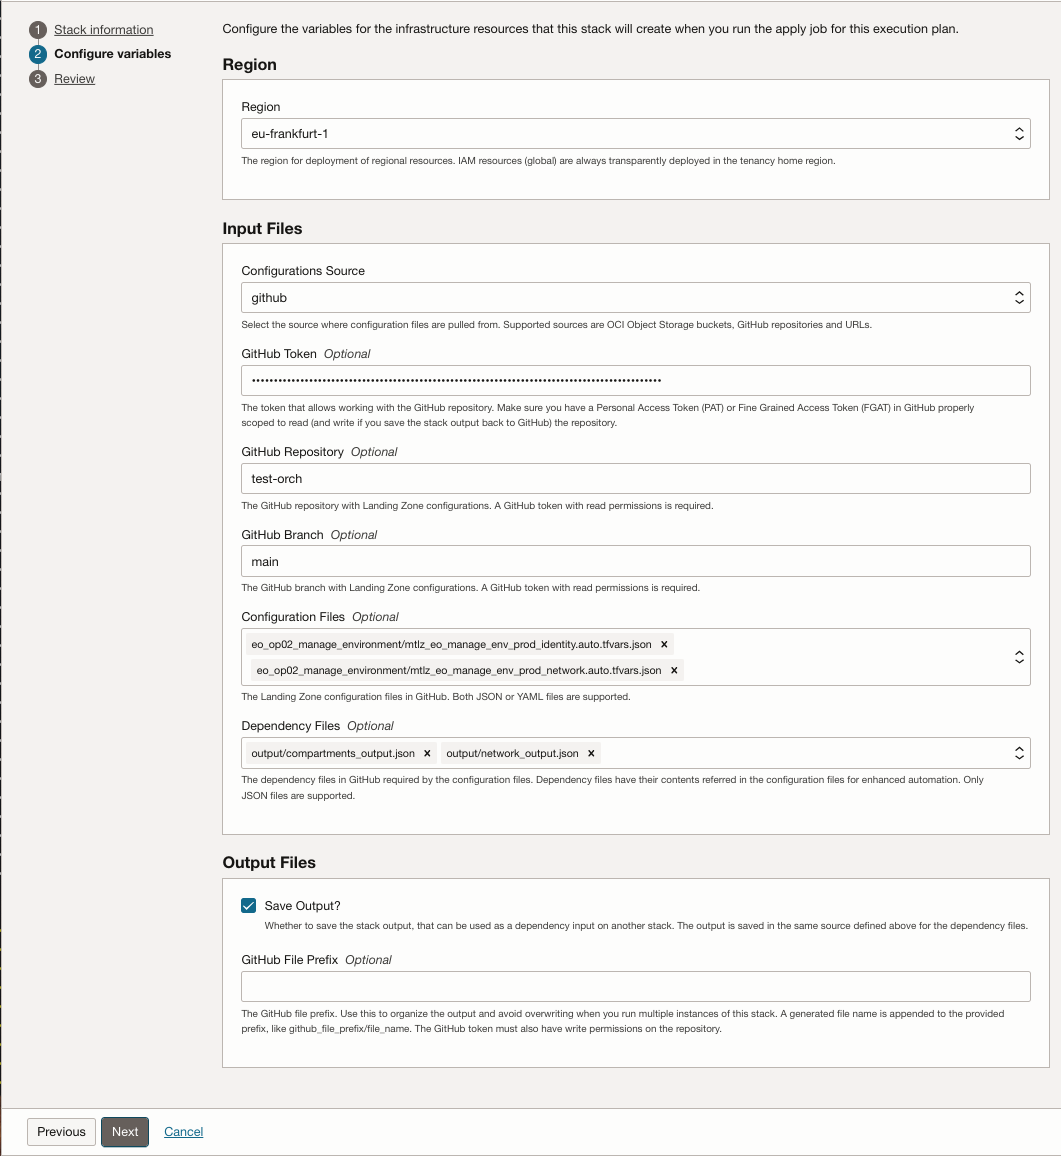 1 Stack information
2 Configure variables
3 Review
Configure the variables for the infrastructure resources that this stack will create when you run the apply job for this execution plan.
Region
Region
eu-frankfurt-1
The region for deployment of regional resources. IAM resources (global) are always transparently deployed in the tenancy home region.
Input Files
Configurations Source
github
Select the source where configuration files are pulled from. Supported sources are OCI Object Storage buckets, GitHub repositories and URLs.
GitHub Token Optional
The token that allows working with the GitHub repository. Make sure you have a Personal Access Token (PAT) or Fine Grained Access Token (FGAT) in GitHub properly
scoped to read (and write if you save the stack output back to GitHub) the repository.
GitHub Repository Optional
test-orch
The GitHub repository with Landing Zone configurations. A GitHub token with read permissions is required.
GitHub Branch Optional
main
The GitHub branch with Landing Zone configurations. A GitHub token with read permissions is required.
Configuration Files Optional
eo_op02_manage_environment/mtlz_eo_manage_env_prod_identity.auto.tfvars.json ×
eo_op02_manage_environment/mtlz_eo_manage_env_prod_network.auto.tfvars.json ×
The Landing Zone configuration files in GitHub. Both JSON or YAML files are supported.
Dependency Files Optional
output/compartments_output.json × output/network_output.json ×
The dependency files in GitHub required by the configuration files. Dependency files have their contents referred in the configuration files for enhanced automation. Only
JSON files are supported.
Output Files
Save Output?
Whether to save the stack output, that can be used as a dependency input on another stack. The output is saved in the same source defined above for the dependency files.
GitHub File Prefix Optional
The GitHub file prefix. Use this to organize the output and avoid overwriting when you run multiple instances of this stack. A generated file name is appended to the provided
prefix, like github_file_prefix/file_name. The GitHub token must also have write permissions on the repository.
Previous Next Cancel